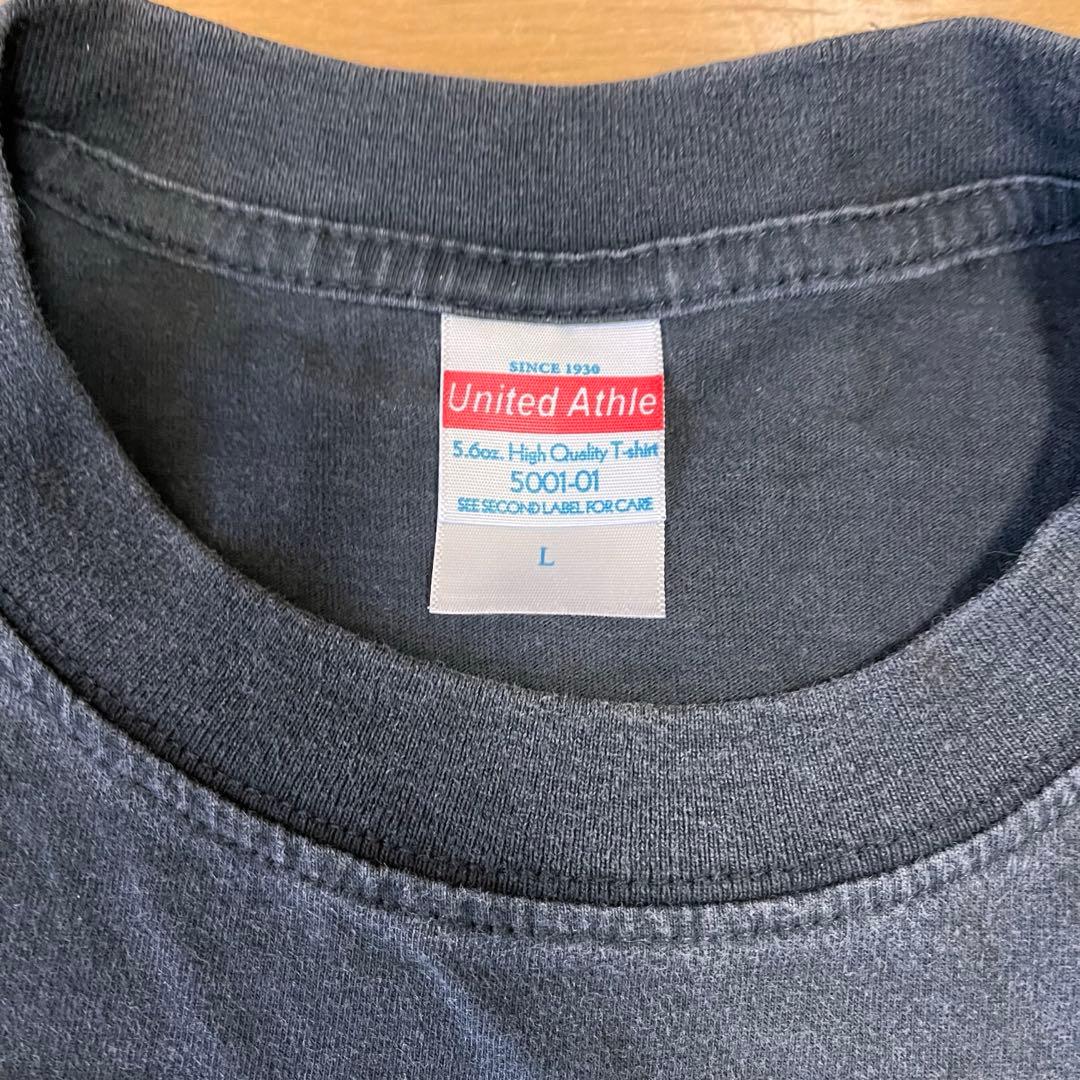 SINCE 1930
United Athle
5.6oz. High Quality T-shirt
5001-01
SEE SECOND LABEL FOR CARE
L